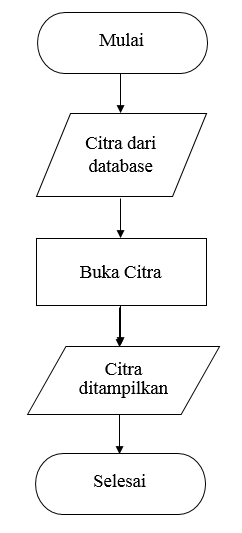 Mulai
Citra dari
database
Buka Citra
Citra
ditampilkan
Selesai